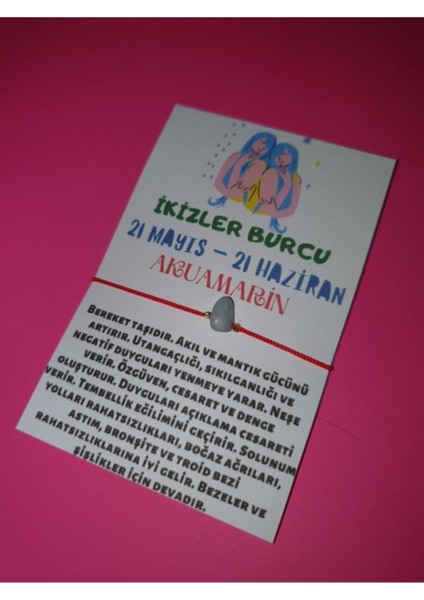 İKİZLER BURCU
21 MAYIS – 21 HAZİRAN
AKUAMARİN
BEREKET TAŞIDIR. AKIL VE MANTIK GÜCÜNÜ
ARTIRIR. UTANGAÇLIĞI, SIKILGANLIĞI VE
NEGATİF DUYGULARI YENMEYE YARAR. NEŞE
VERİR. ÖZGÜVEN, CESARET VE DENGE
OLUŞTURUR. DUYGULARI AÇIKLAMA CESARETİ
VERİR. TEMBELLİK EĞİLİMİNİ GEÇİRİR. SOLUNUM
YOLLARI RAHATSIZLIKLARI, BOĞAZ AĞRILARI,
ASTIM, BRONŞİTE VE TROİD BEZİ
RAHATSIZLIKLARINA İYİ GELİR. BEZELER VE
ŞİŞLİKLER İÇİN DEVADIR.